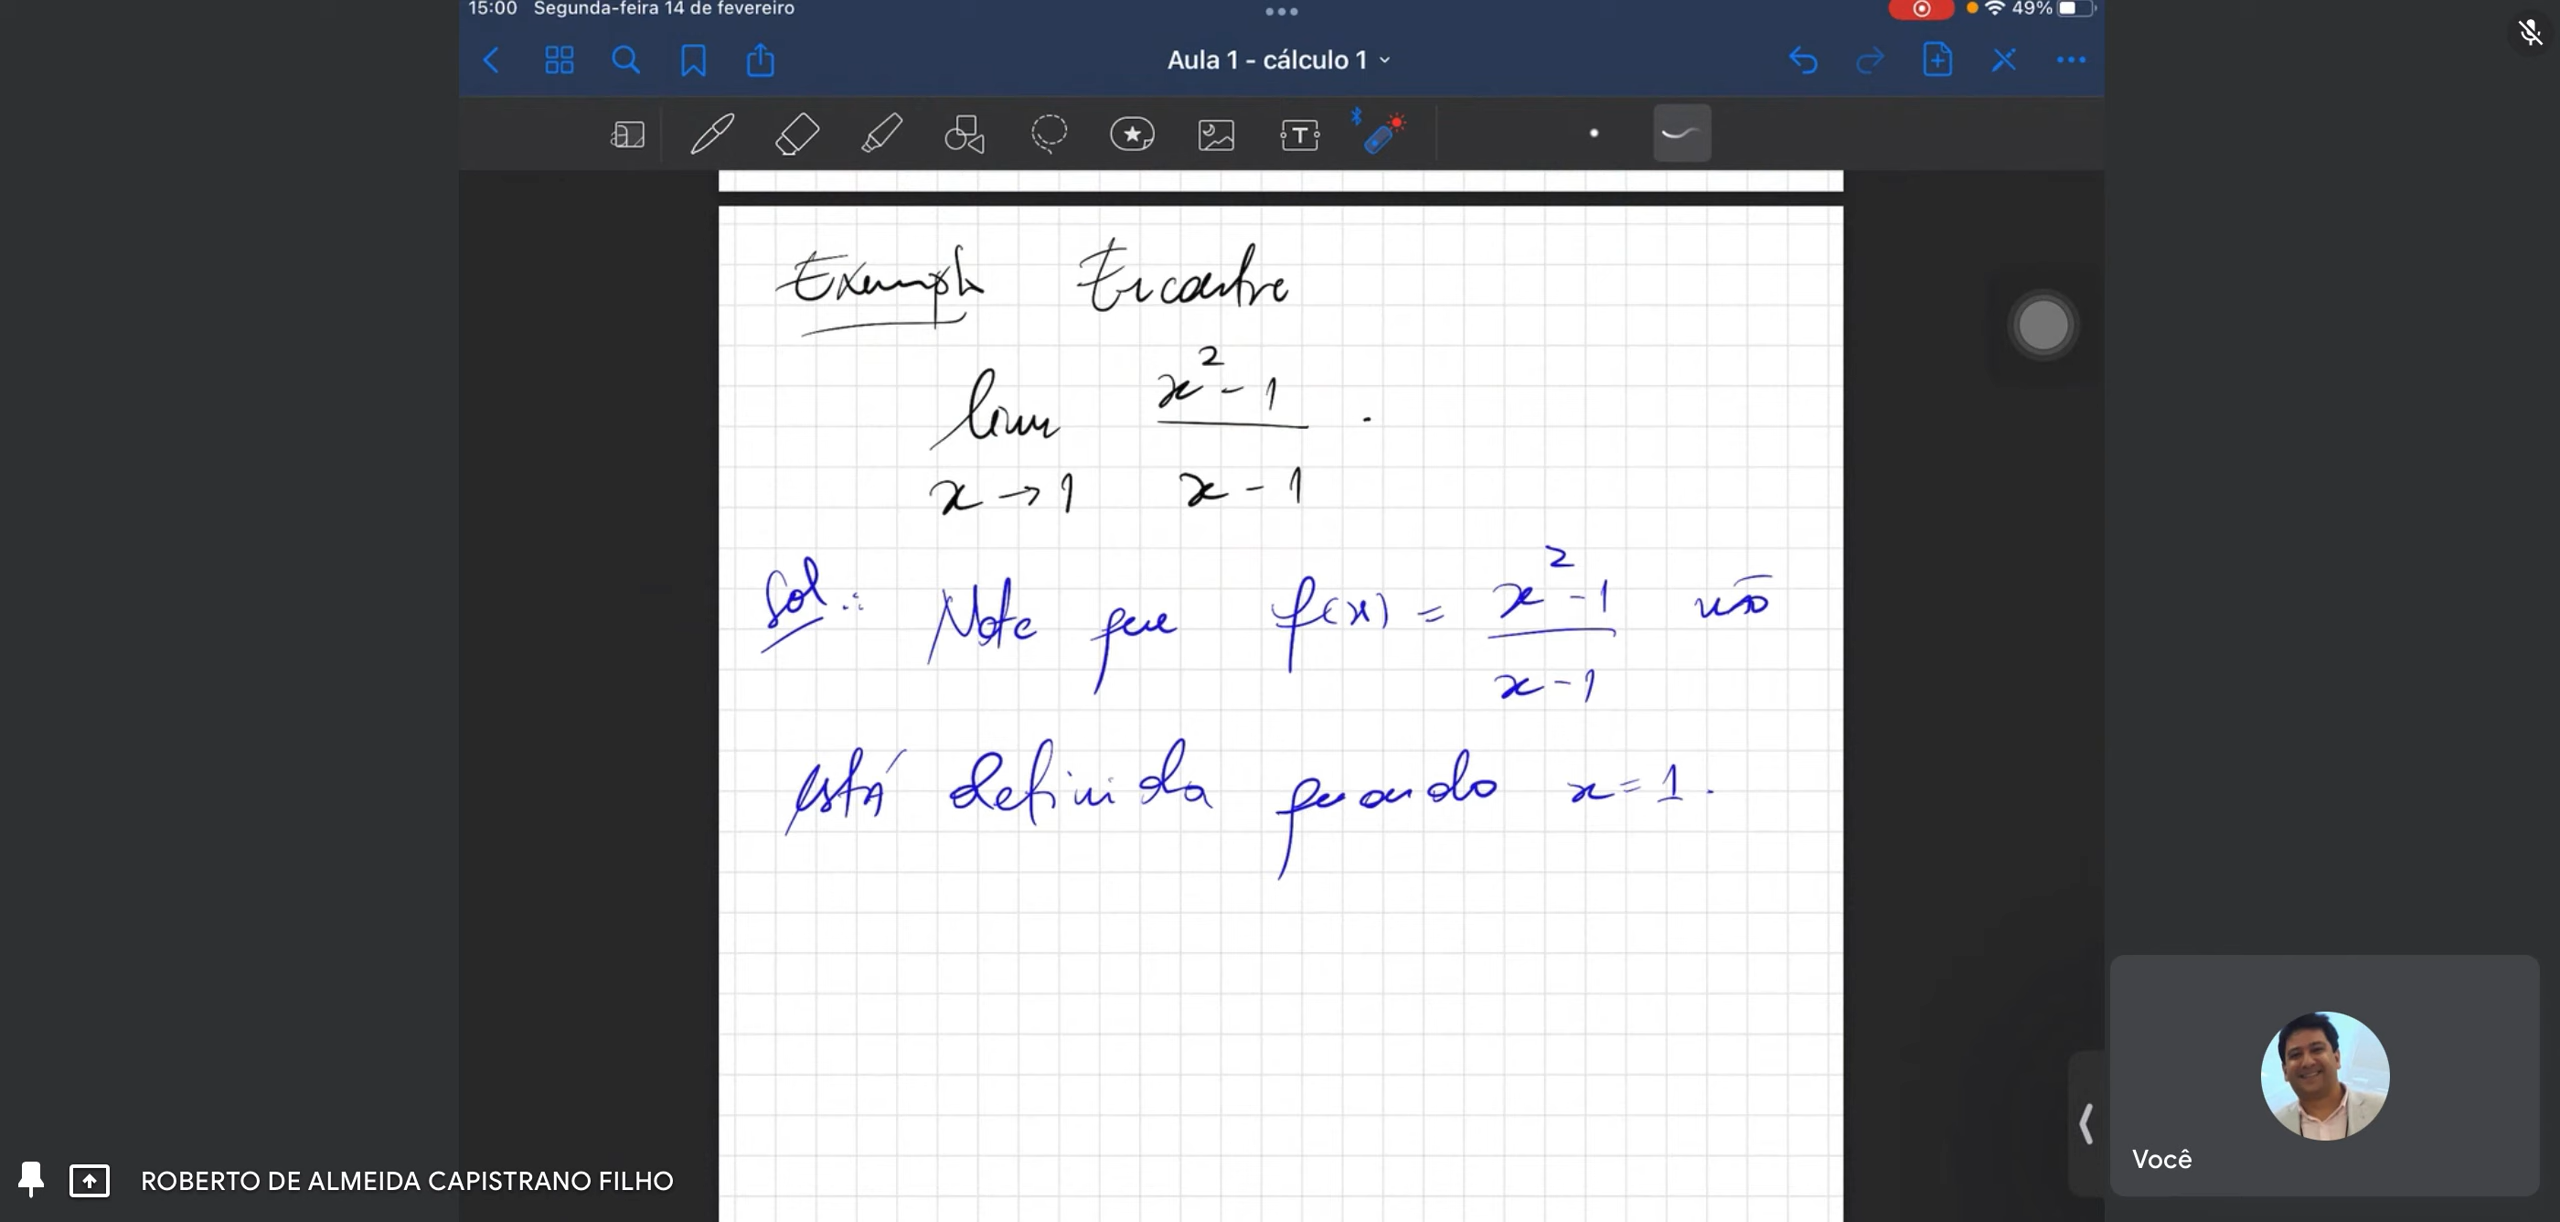 15:00 Segunda-feira 14 de fevereiro
49%
Aula 1 - cálculo 1
T
Exemplo Encontre
lim x²-1 .
x→1 x-1
Sol.: Note que f(x) = x²-1 não
x-1
está definida quando x=1.
Você
ROBERTO DE ALMEIDA CAPISTRANO FILHO